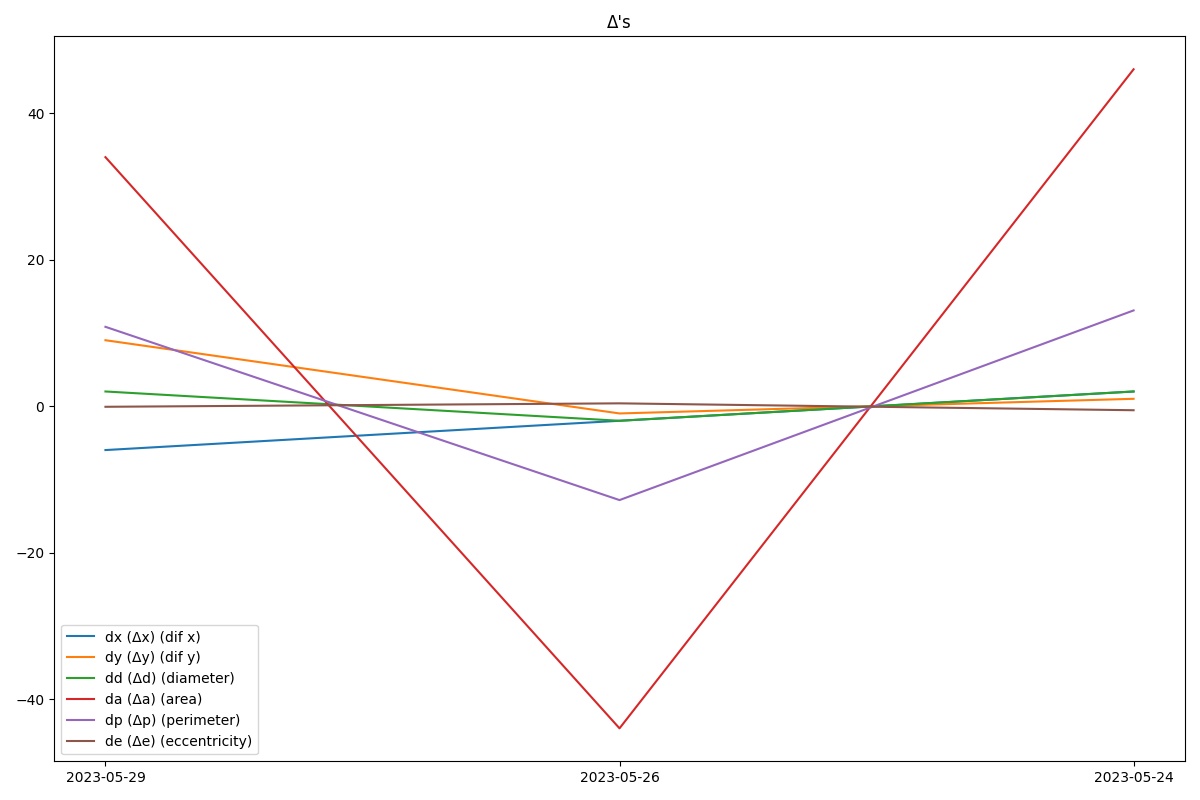 Δ's
40
20
0
−20
−40
dx (Δx) (dif x)
dy (Δy) (dif y)
dd (Δd) (diameter)
da (Δa) (area)
dp (Δp) (perimeter)
de (Δe) (eccentricity)
2023-05-29
2023-05-26
2023-05-24